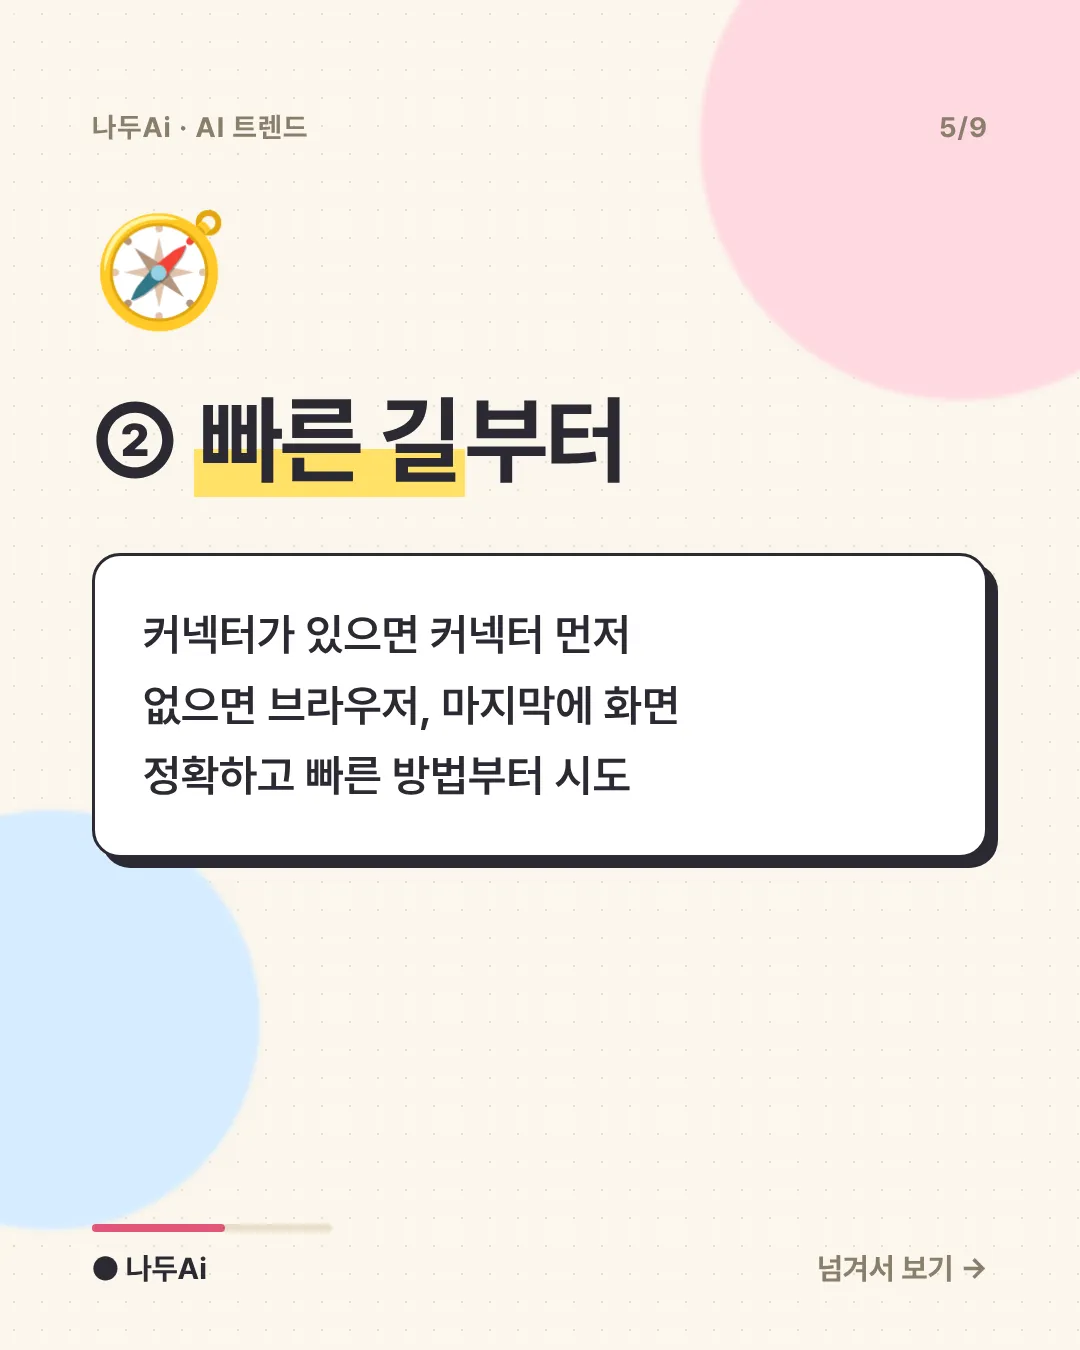 나두Ai · AI 트렌드
5/9
② 빠른 길부터
커넥터가 있으면 커넥터 먼저
없으면 브라우저, 마지막에 화면
정확하고 빠른 방법부터 시도
나두Ai
넘겨서 보기 →